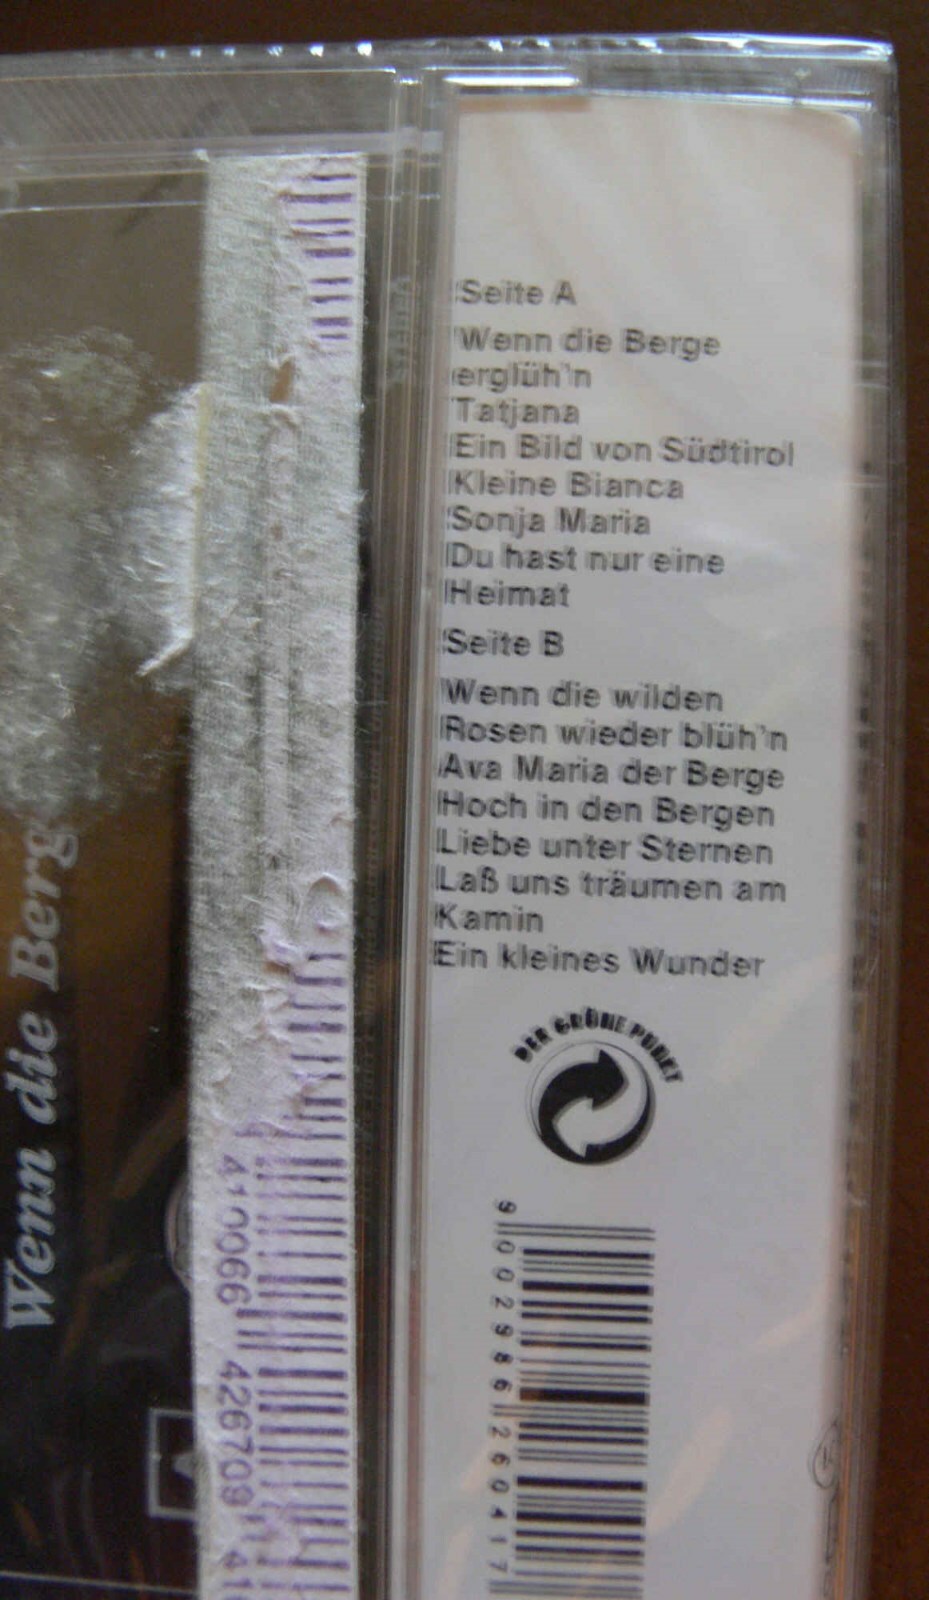 Seite A
Wenn die Berge
erglüh'n
Tatjana
Ein Bild von Südtirol
Kleine Bianca
Sonja Maria
Du hast nur eine
Heimat
Seite B
Wenn die wilden
Rosen wieder blüh'n
Ava Maria der Berge
Hoch in den Bergen
Liebe unter Sternen
Laß uns träumen am
Kamin
Ein kleines Wunder
DER GRÜNE PUNKT
9 002986 260417
410066 426709 41
Wenn die Berg
A